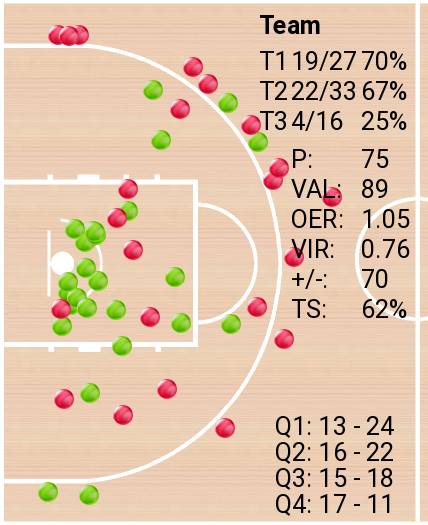 Team
T1 19/27 70%
T2 22/33 67%
T3 4/16 25%
P: 75
VAL: 89
OER: 1.05
VIR: 0.76
+/-: 70
TS: 62%
Q1: 13 - 24
Q2: 16 - 22
Q3: 15 - 18
Q4: 17 - 11